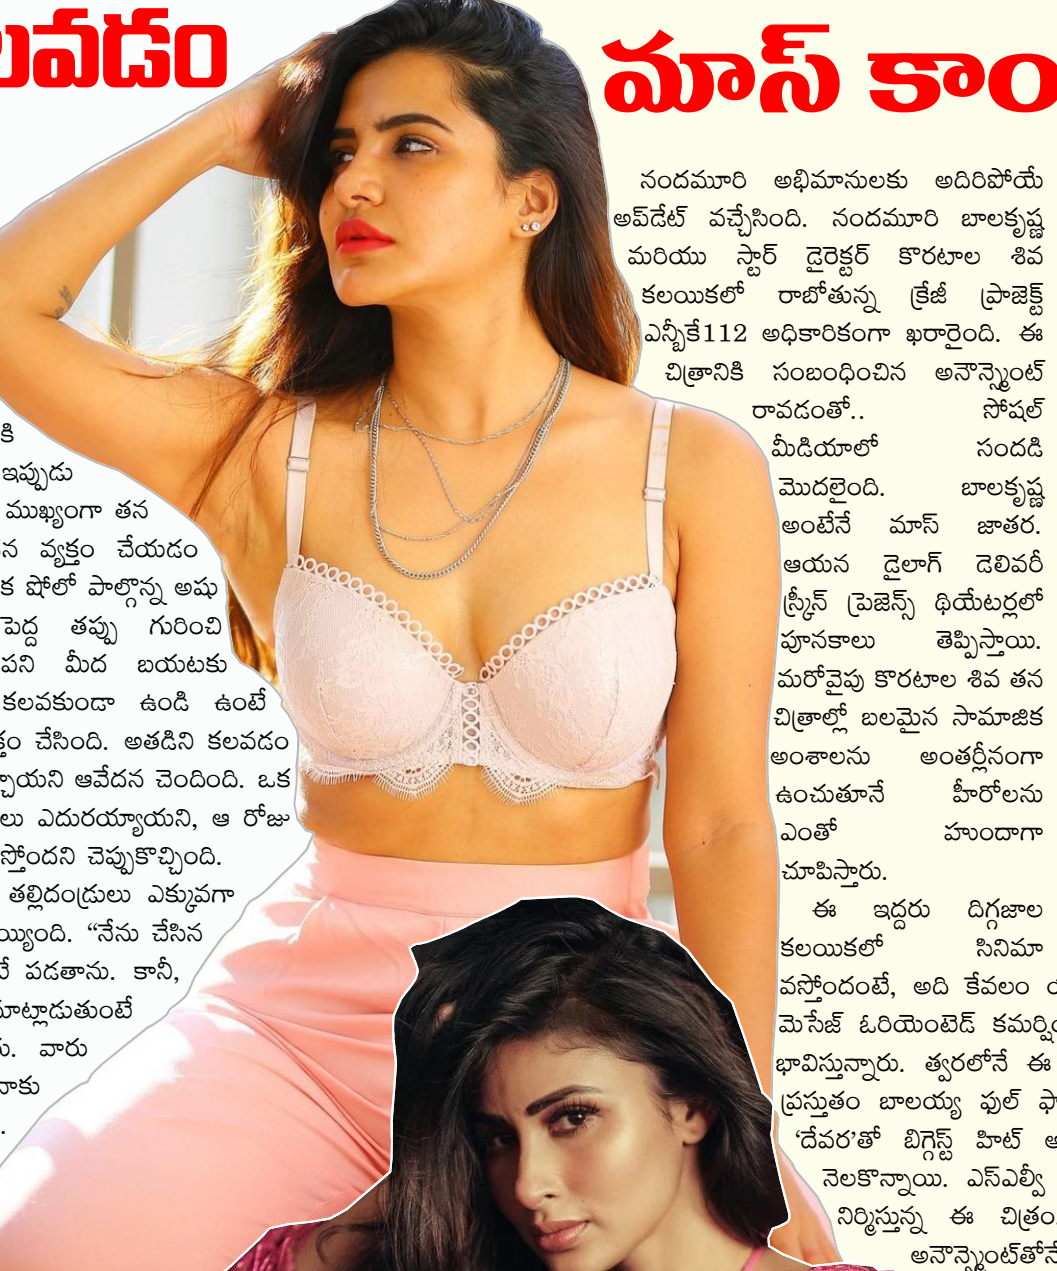 లవడం
కి
ఇప్పుడు
ముఖ్యంగా తన
వ్యక్తం చేయడం
షోలో పాల్గొన్న అషు
పెద్ద తప్పు గురించి
పని మీద బయటకు
కలవకుండా ఉండి ఉంటే
చేసింది. అతడిని కలవడం
ఆవేదన చెందింది. ఒక
ఎదురయ్యాయని, ఆ రోజు
చెప్పుకొచ్చింది.
తల్లిదండ్రులు ఎక్కువగా
“నేను చేసిన
పడతాను. కానీ,
మాట్లాడుతుంటే
వారు
నాకు
మాస్ కాం
నందమూరి అభిమానులకు అదిరిపోయే
అప్‌డేట్ వచ్చేసింది. నందమూరి బాలకృష్ణ
మరియు స్టార్ డైరెక్టర్ కొరటాల శివ
కలయికలో రాబోతున్న క్రేజీ ప్రాజెక్ట్
ఎన్బీకే112 అధికారికంగా ఖరారైంది. ఈ
చిత్రానికి సంబంధించిన అనౌన్స్మెంట్
రావడంతో.. సోషల్
మీడియాలో సందడి
మొదలైంది. బాలకృష్ణ
అంటేనే మాస్ జాతర.
ఆయన డైలాగ్ డెలివరీ
స్క్రీన్ ప్రెజెన్స్ థియేటర్లలో
పూనకాలు తెప్పిస్తాయి.
మరోవైపు కొరటాల శివ తన
చిత్రాల్లో బలమైన సామాజిక
అంశాలను అంతర్లీనంగా
ఉంచుతూనే హీరోలను
ఎంతో హుందాగా
చూపిస్తారు.
ఈ ఇద్దరు దిగ్గజాల
కలయికలో సినిమా
వస్తోందంటే, అది కేవలం
మెసేజ్ ఓరియెంటెడ్
భావిస్తున్నారు. త్వరలోనే ఈ
ప్రస్తుతం బాలయ్య ఫుల్
‘దేవర’తో బిగ్గెస్ట్ హిట్
నెలకొన్నాయి. ఎస్ఎల్వీ
నిర్మిస్తున్న ఈ చిత్రం